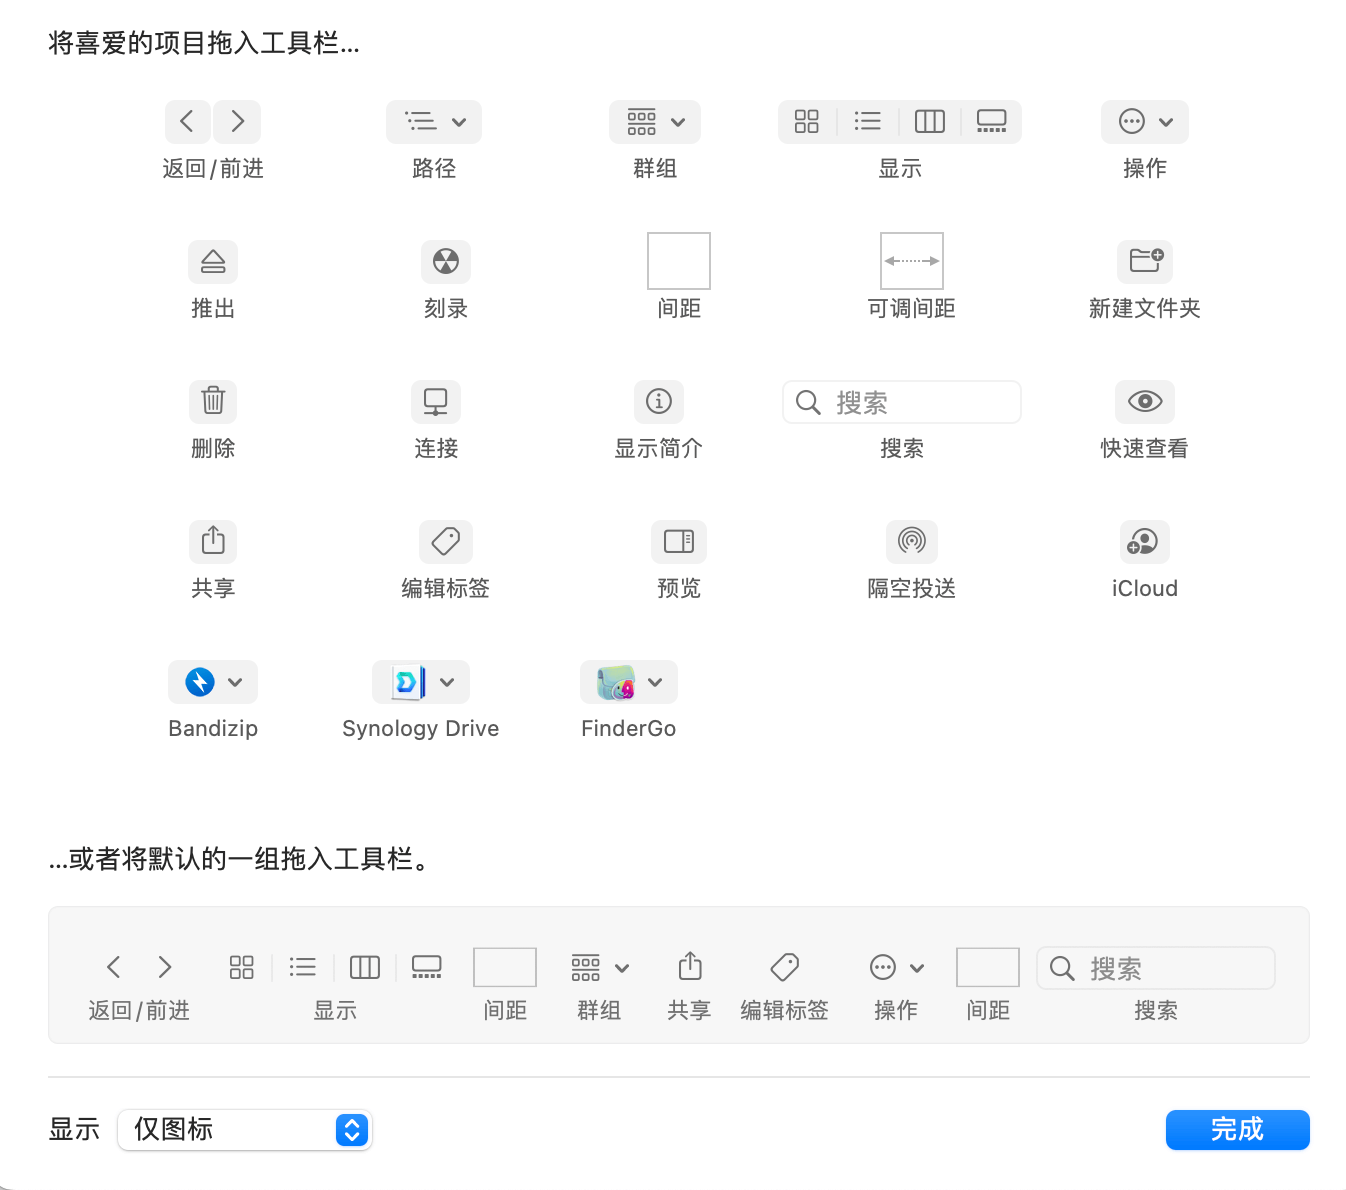 将喜爱的项目拖入工具栏...
返回/前进 路径 群组 显示 操作
推出 刻录 间距 可调间距 新建文件夹
搜索
删除 连接 显示简介 搜索 快速查看
共享 编辑标签 预览 隔空投送 iCloud
Bandizip Synology Drive FinderGo
...或者将默认的一组拖入工具栏。
搜索
返回/前进 显示 间距 群组 共享 编辑标签 操作 间距 搜索
显示 仅图标 完成